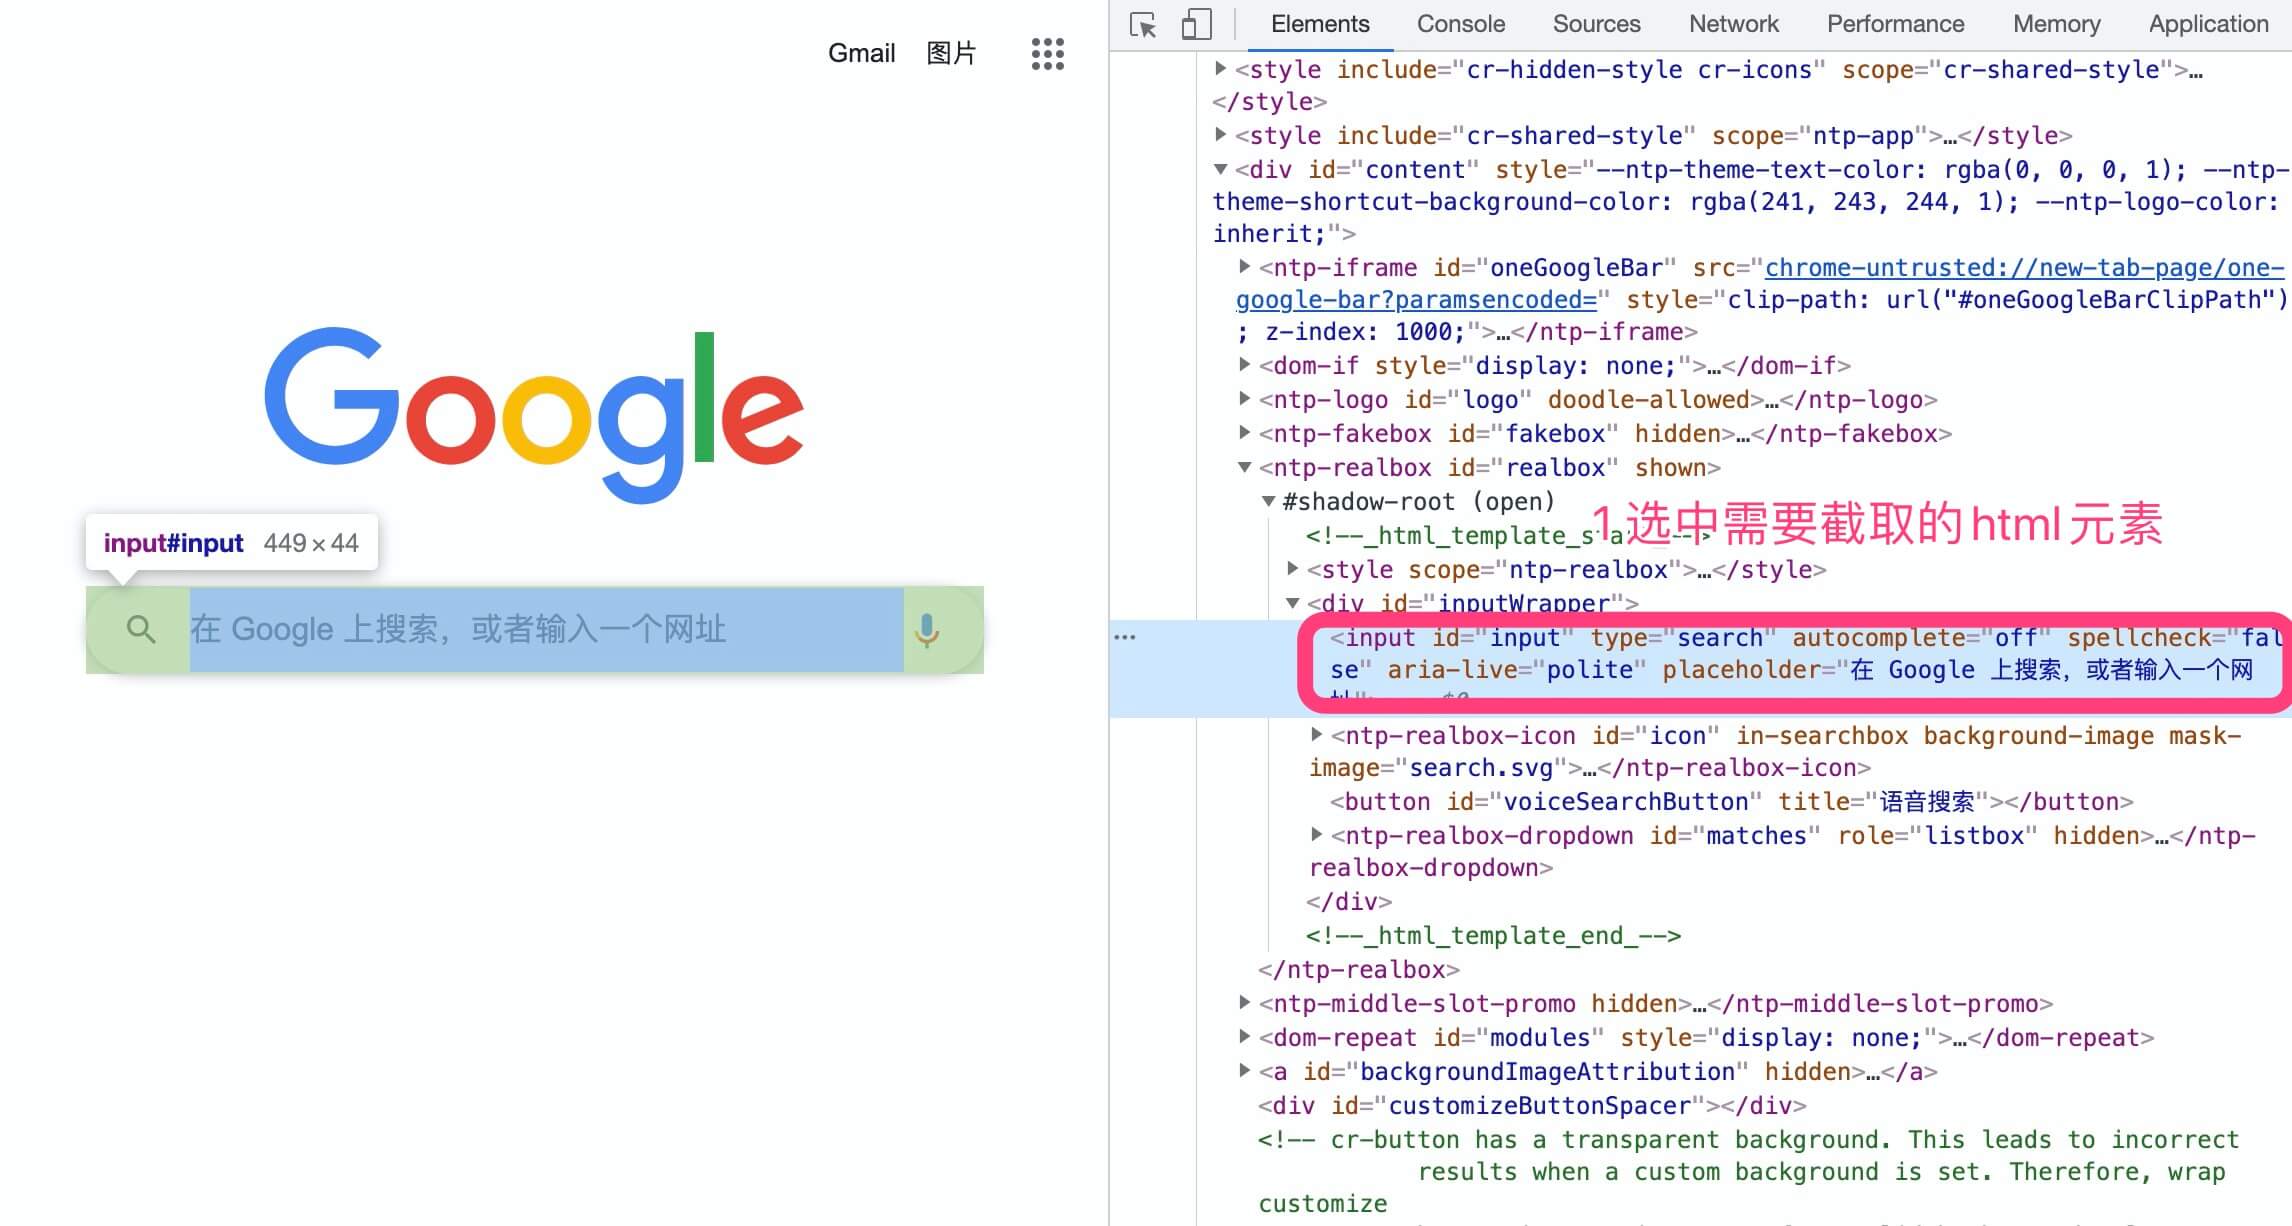 Gmail 图片
Google
input#input 449×44
在 Google 上搜索，或者输入一个网址
Elements Console Sources Network Performance Memory Application
<style include="cr-hidden-style cr-icons" scope="cr-shared-style">…
</style>
<style include="cr-shared-style" scope="ntp-app">…</style>
<div id="content" style="--ntp-theme-text-color: rgba(0, 0, 0, 1); --ntp-
theme-shortcut-background-color: rgba(241, 243, 244, 1); --ntp-logo-color:
inherit;">
<ntp-iframe id="oneGoogleBar" src="chrome-untrusted://new-tab-page/one-
google-bar?paramsencoded=" style="clip-path: url("#oneGoogleBarClipPath")
; z-index: 1000;">…</ntp-iframe>
<dom-if style="display: none;">…</dom-if>
<ntp-logo id="logo" doodle-allowed>…</ntp-logo>
<ntp-fakebox id="fakebox" hidden>…</ntp-fakebox>
<ntp-realbox id="realbox" shown>
#shadow-root (open)
1.选中需要截取的html元素
<!--_html_template_sta
<style scope="ntp-realbox">…</style>
<div id="inputWrapper">
<input id="input" type="search" autocomplete="off" spellcheck="fal
se" aria-live="polite" placeholder="在 Google 上搜索，或者输入一个网
址"> $0
<ntp-realbox-icon id="icon" in-searchbox background-image mask-
image="search.svg">…</ntp-realbox-icon>
<button id="voiceSearchButton" title="语音搜索"></button>
<ntp-realbox-dropdown id="matches" role="listbox" hidden>…</ntp-
realbox-dropdown>
</div>
<!--_html_template_end_-->
</ntp-realbox>
<ntp-middle-slot-promo hidden>…</ntp-middle-slot-promo>
<dom-repeat id="modules" style="display: none;">…</dom-repeat>
<a id="backgroundImageAttribution" hidden>…</a>
<div id="customizeButtonSpacer"></div>
<!-- cr-button has a transparent background. This leads to incorrect
results when a custom background is set. Therefore, wrap
customize